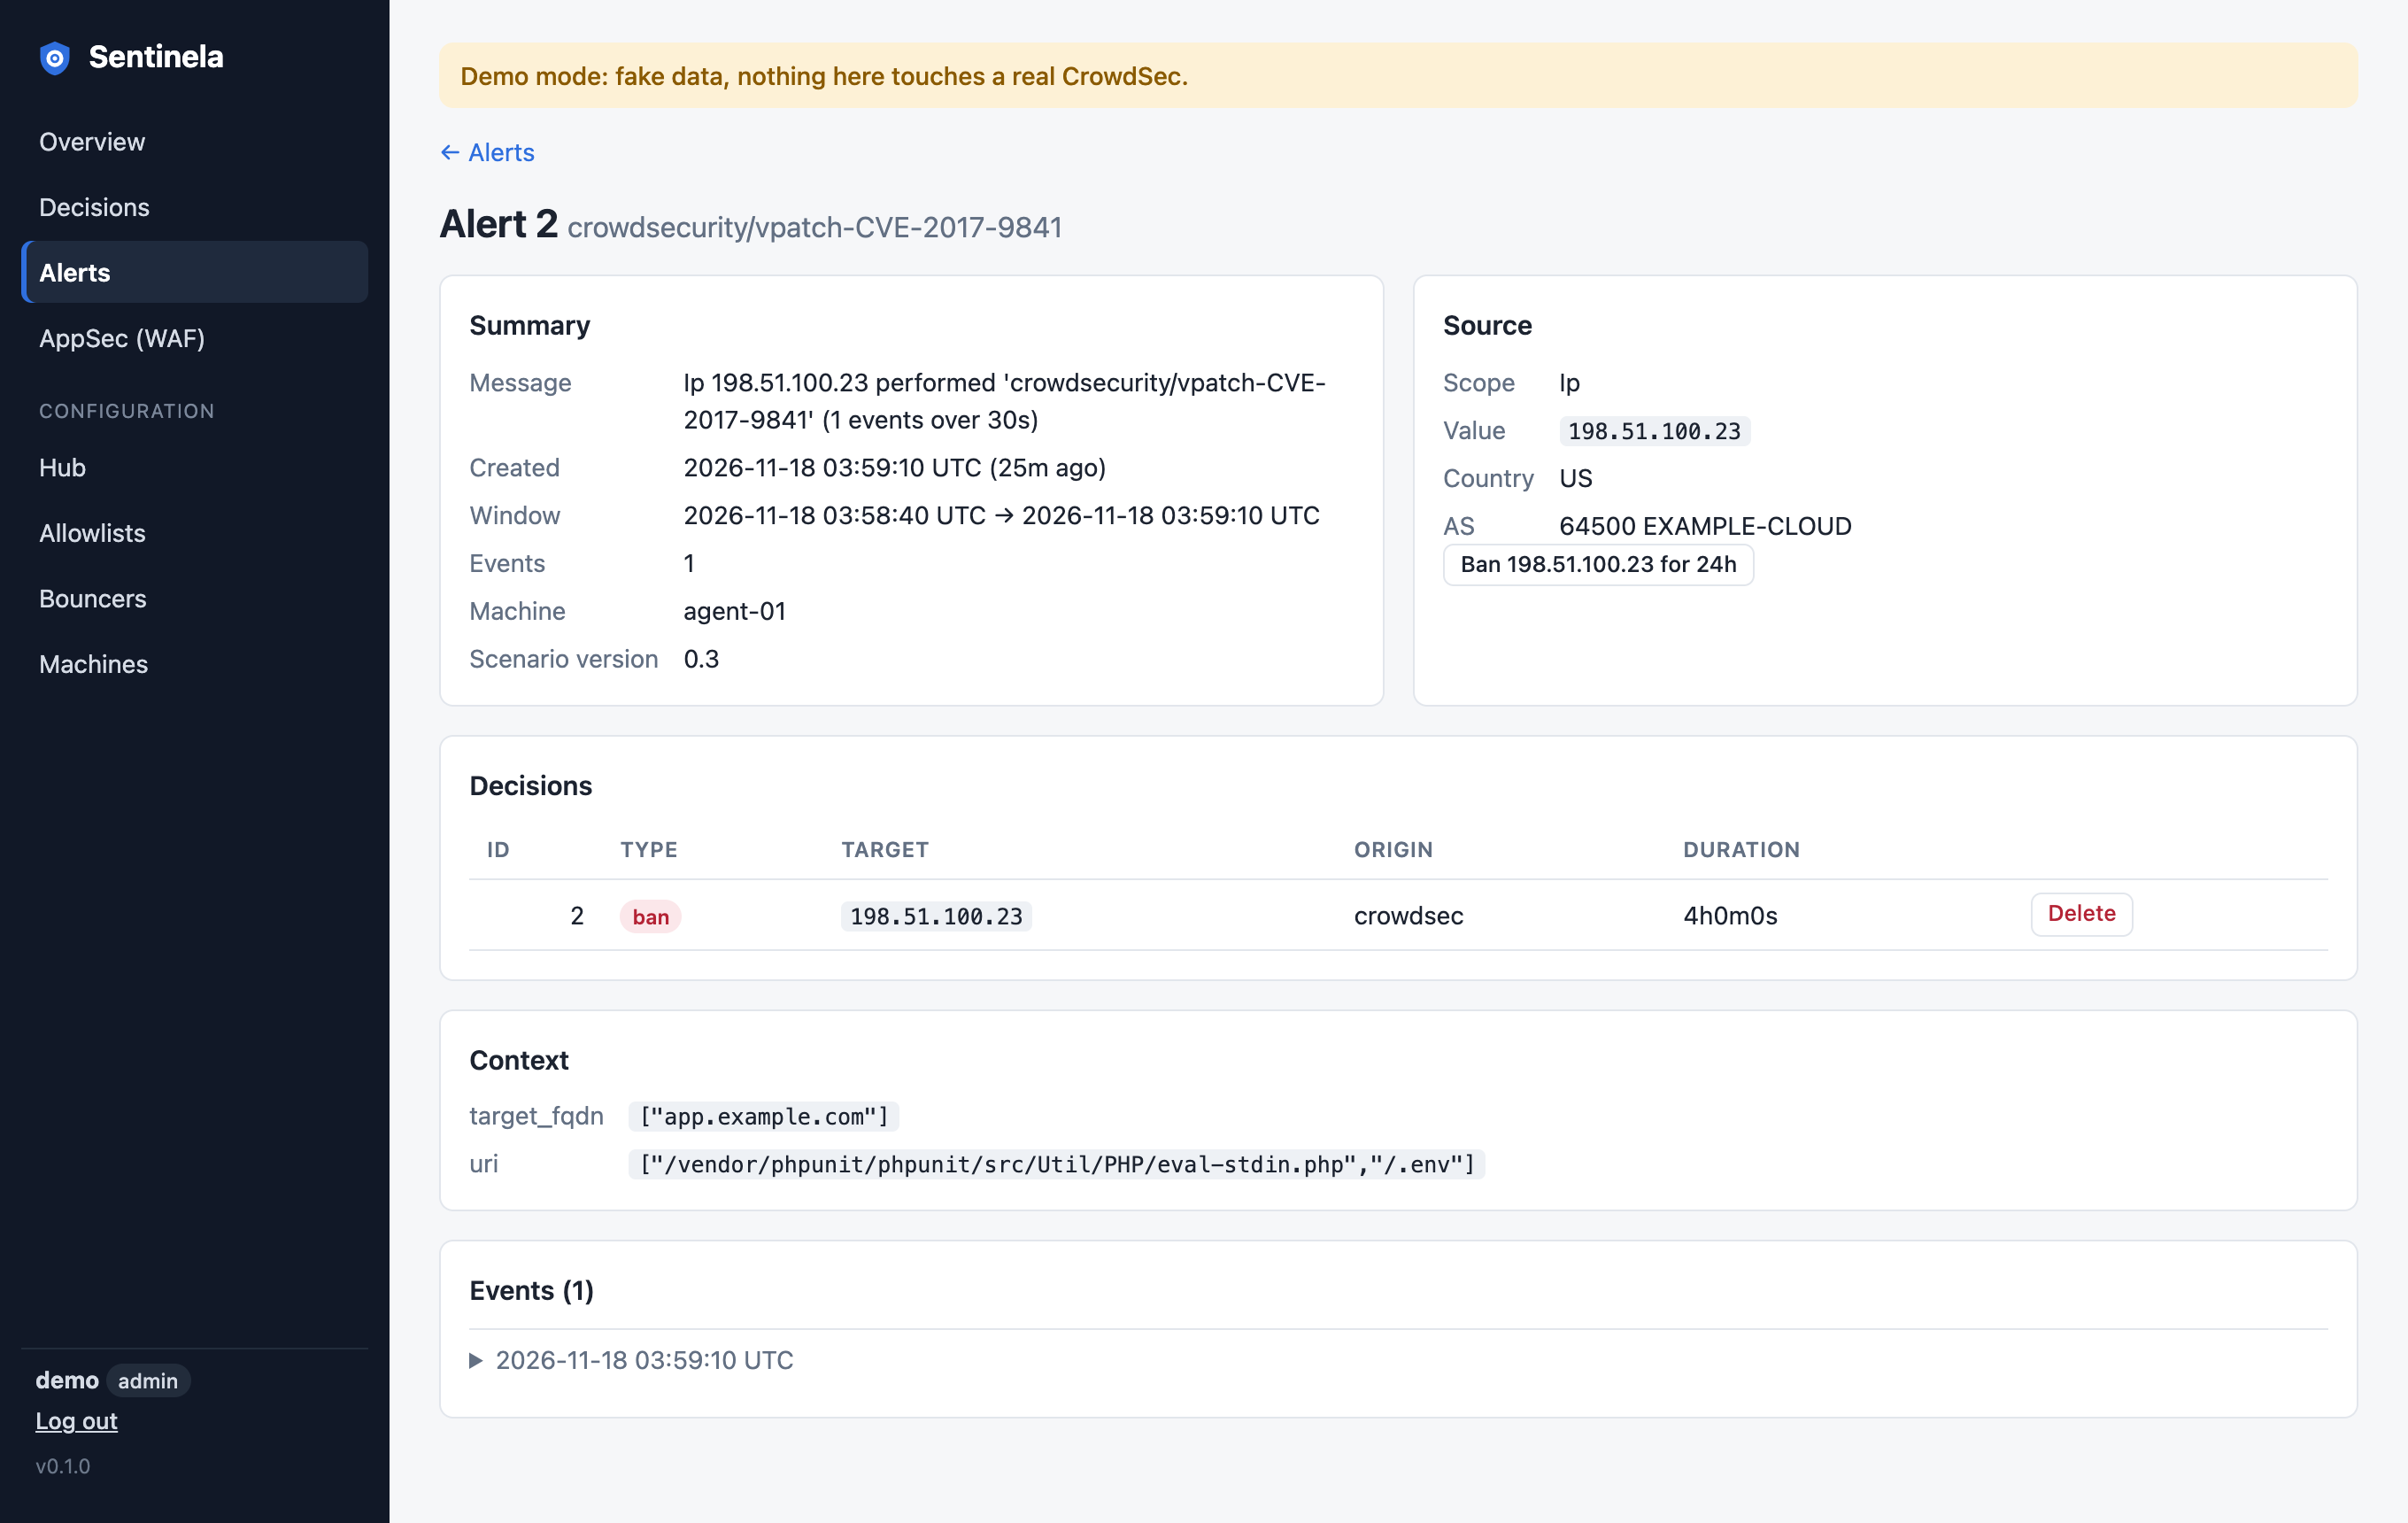 Sentinela
Overview
Decisions
Alerts
AppSec (WAF)
CONFIGURATION
Hub
Allowlists
Bouncers
Machines
demo admin
Log out
v0.1.0
Demo mode: fake data, nothing here touches a real CrowdSec.
← Alerts
Alert 2 crowdsecurity/vpatch-CVE-2017-9841
Summary
Message Ip 198.51.100.23 performed 'crowdsecurity/vpatch-CVE-
2017-9841' (1 events over 30s)
Created 2026-11-18 03:59:10 UTC (25m ago)
Window 2026-11-18 03:58:40 UTC → 2026-11-18 03:59:10 UTC
Events 1
Machine agent-01
Scenario version 0.3
Source
Scope Ip
Value 198.51.100.23
Country US
AS 64500 EXAMPLE-CLOUD
Ban 198.51.100.23 for 24h
Decisions
ID TYPE TARGET ORIGIN DURATION
2 ban 198.51.100.23 crowdsec 4h0m0s Delete
Context
target_fqdn ["app.example.com"]
uri ["/vendor/phpunit/phpunit/src/Util/PHP/eval-stdin.php","/.env"]
Events (1)
▶ 2026-11-18 03:59:10 UTC